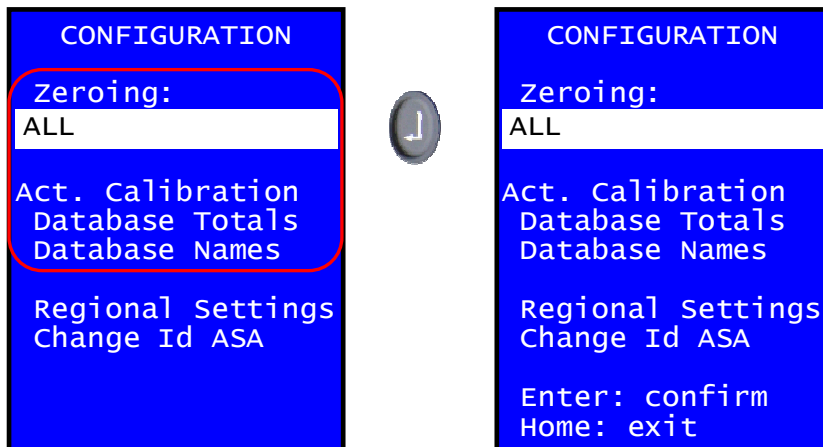 CONFIGURATION
Zeroing:
ALL
Act. Calibration
Database Totals
Database Names
Regional Settings
Change Id ASA
CONFIGURATION
Zeroing:
ALL
Act. Calibration
Database Totals
Database Names
Regional Settings
Change Id ASA
Enter: confirm
Home: exit